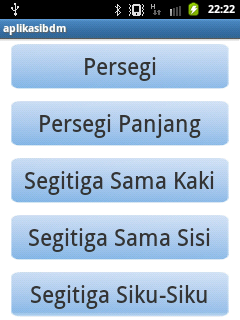 22:22
aplikasibdm
Persegi
Persegi Panjang
Segitiga Sama Kaki
Segitiga Sama Sisi
Segitiga Siku-Siku